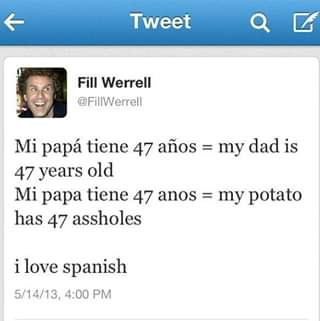 Tweet
Fill Werrell
@FillWerrell
Mi papá tiene 47 años = my dad is
47 years old
Mi papa tiene 47 anos = my potato
has 47 assholes
i love spanish
5/14/13, 4:00 PM